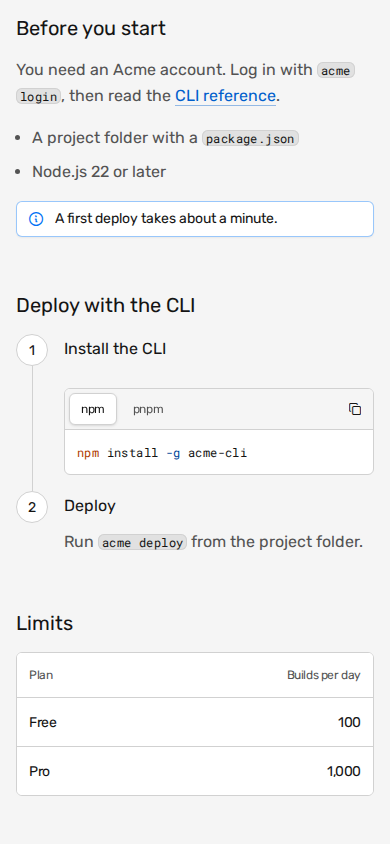 Before you start
You need an Acme account. Log in with acme
login, then read the CLI reference.
A project folder with a package.json
Node.js 22 or later
A first deploy takes about a minute.
Deploy with the CLI
1 Install the CLI
npm pnpm
npm install -g acme-cli
2 Deploy
Run acme deploy from the project folder.
Limits
Plan Builds per day
Free 100
Pro 1,000